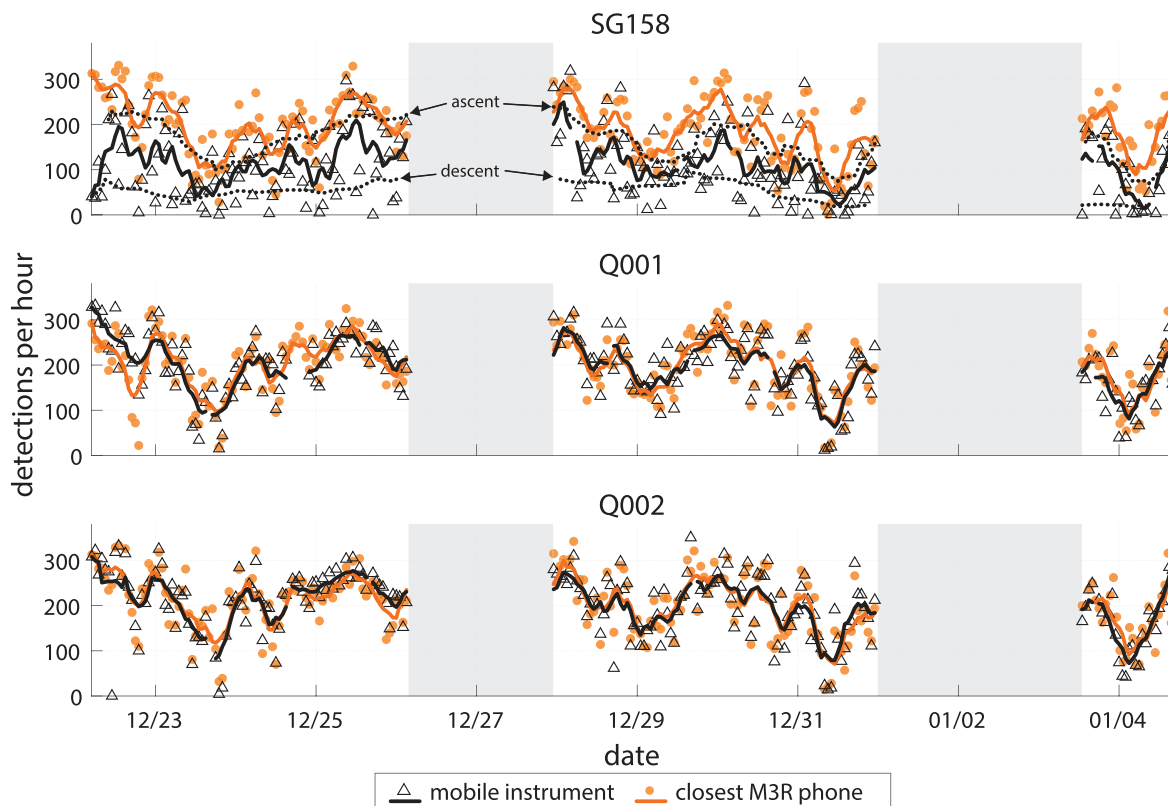 SG158
300
200
100
0
ascent
descent
Q001
300
200
100
0
detections per hour
Q002
300
200
100
0
12/23 12/25 12/27 12/29 12/31 01/02 01/04
date
mobile instrument closest M3R phone